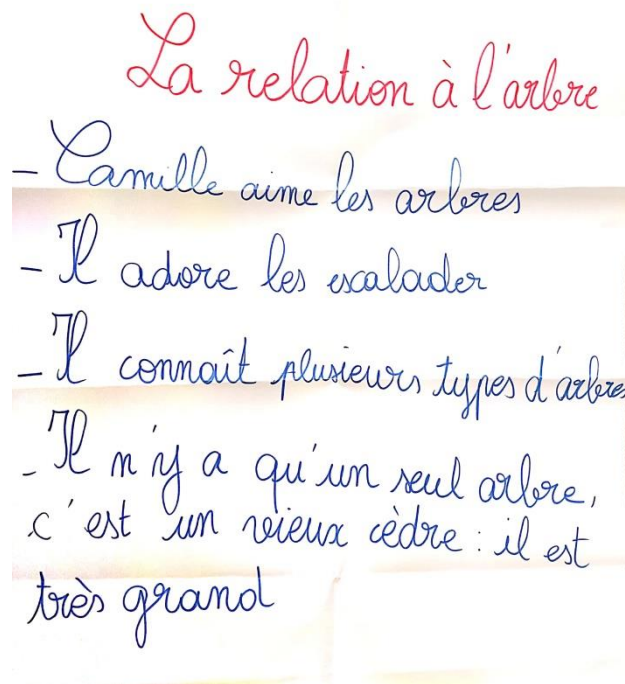 La relation à l'arbre
- Camille aime les arbres
- Il adore les escalader
- Il connaît plusieurs types d'arbres
- Il n'y a qu'un seul arbre,
c'est un vieux cèdre : il est
très grand